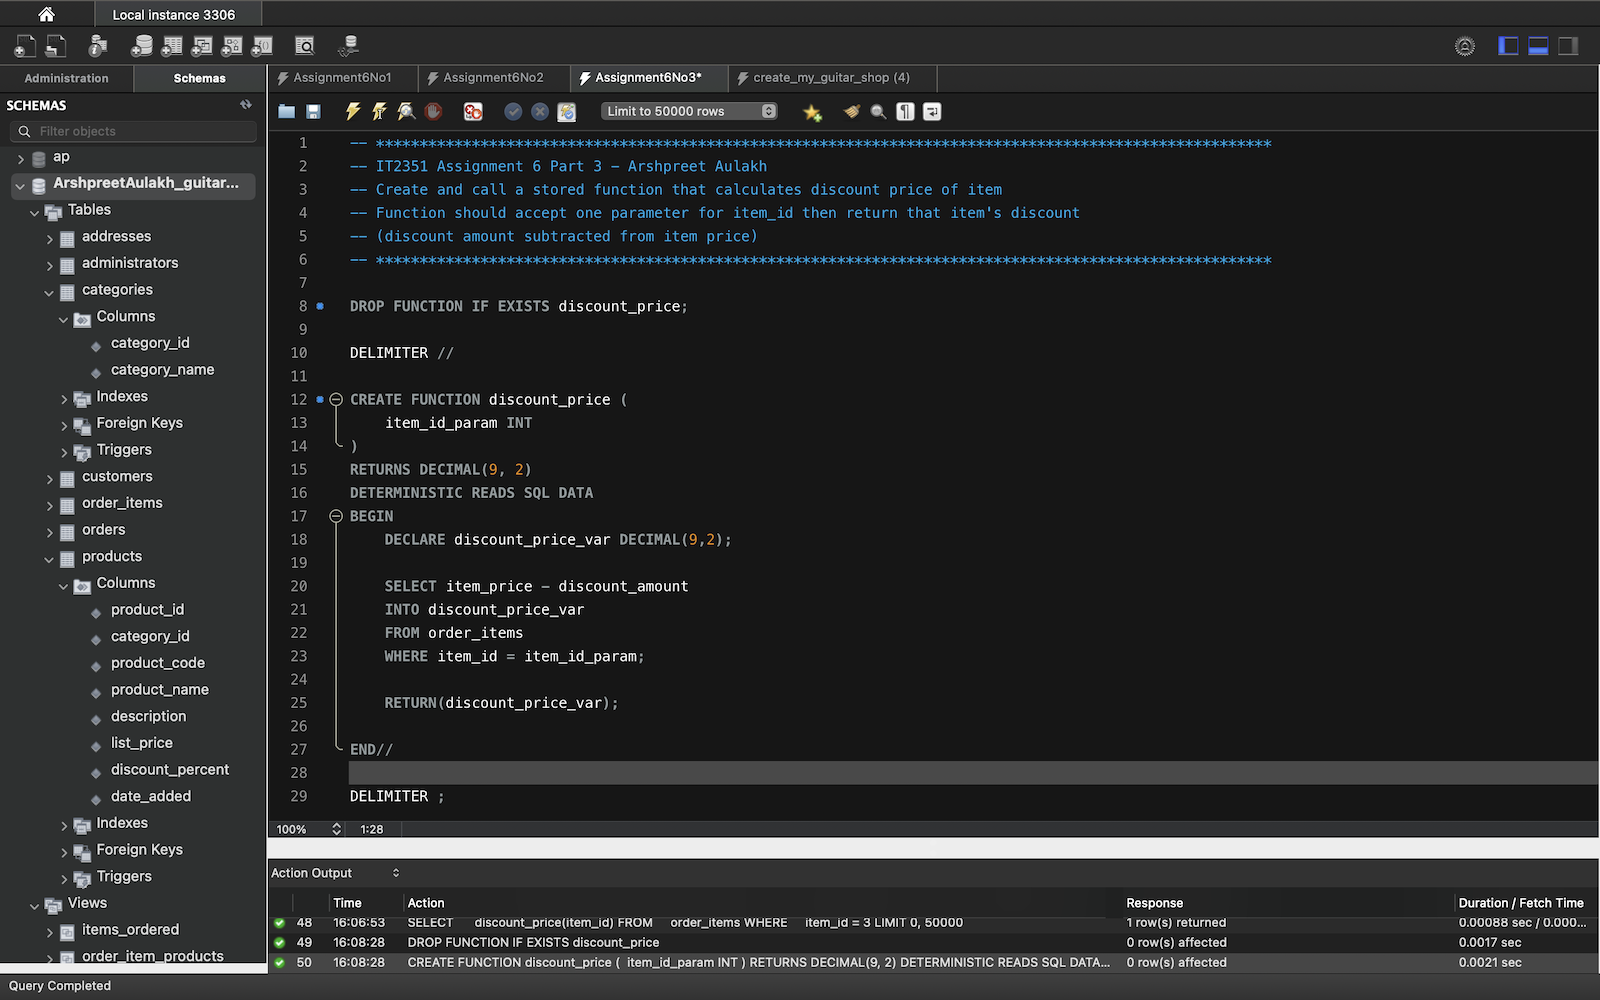 Local instance 3306
Administration
Schemas
Assignment6No1
Assignment6No2
Assignment6No3*
create_my_guitar_shop (4)
SCHEMAS
Filter objects
Limit to 50000 rows
ap
ArshpreetAulakh_guitar...
Tables
addresses
administrators
categories
Columns
category_id
category_name
Indexes
Foreign Keys
Triggers
customers
order_items
orders
products
Columns
product_id
category_id
product_code
product_name
description
list_price
discount_percent
date_added
Indexes
Foreign Keys
Triggers
Views
items_ordered
order_item_products
1 -- *******************************************************************************************************
2 -- IT2351 Assignment 6 Part 3 - Arshpreet Aulakh
3 -- Create and call a stored function that calculates discount price of item
4 -- Function should accept one parameter for item_id then return that item's discount
5 -- (discount amount subtracted from item price)
6 -- *******************************************************************************************************
7
8 DROP FUNCTION IF EXISTS discount_price;
9
10 DELIMITER //
11
12 CREATE FUNCTION discount_price (
13 item_id_param INT
14 )
15 RETURNS DECIMAL(9, 2)
16 DETERMINISTIC READS SQL DATA
17 BEGIN
18 DECLARE discount_price_var DECIMAL(9,2);
19
20 SELECT item_price - discount_amount
21 INTO discount_price_var
22 FROM order_items
23 WHERE item_id = item_id_param;
24
25 RETURN(discount_price_var);
26
27 END//
28
29 DELIMITER ;
100% 1:28
Action Output
Time Action Response Duration / Fetch Time
48 16:06:53 SELECT discount_price(item_id) FROM order_items WHERE item_id = 3 LIMIT 0, 50000 1 row(s) returned 0.00088 sec / 0.000...
49 16:08:28 DROP FUNCTION IF EXISTS discount_price 0 row(s) affected 0.0017 sec
50 16:08:28 CREATE FUNCTION discount_price ( item_id_param INT ) RETURNS DECIMAL(9, 2) DETERMINISTIC READS SQL DATA... 0 row(s) affected 0.0021 sec
Query Completed